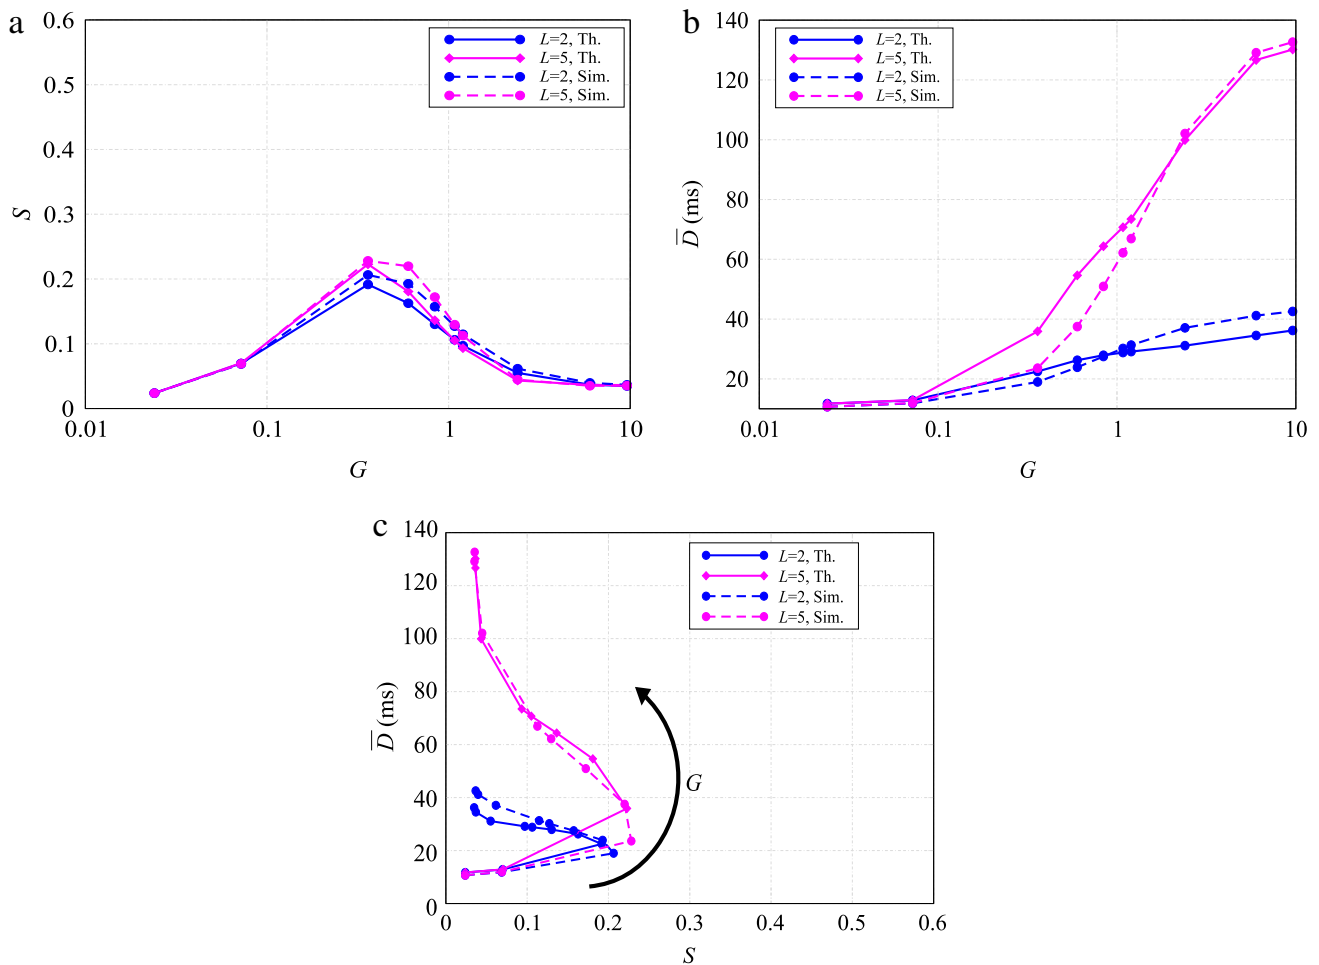 a
0.6
0.5
0.4
0.3
0.2
0.1
0
S
0.01 0.1 1 10
G
L=2, Th.
L=5, Th.
L=2, Sim.
L=5, Sim.
b
140
120
100
80
60
40
20
D (ms)
0.01 0.1 1 10
G
L=2, Th.
L=5, Th.
L=2, Sim.
L=5, Sim.
c
140
120
100
80
60
40
20
0
D (ms)
0 0.1 0.2 0.3 0.4 0.5 0.6
S
L=2, Th.
L=5, Th.
L=2, Sim.
L=5, Sim.
G